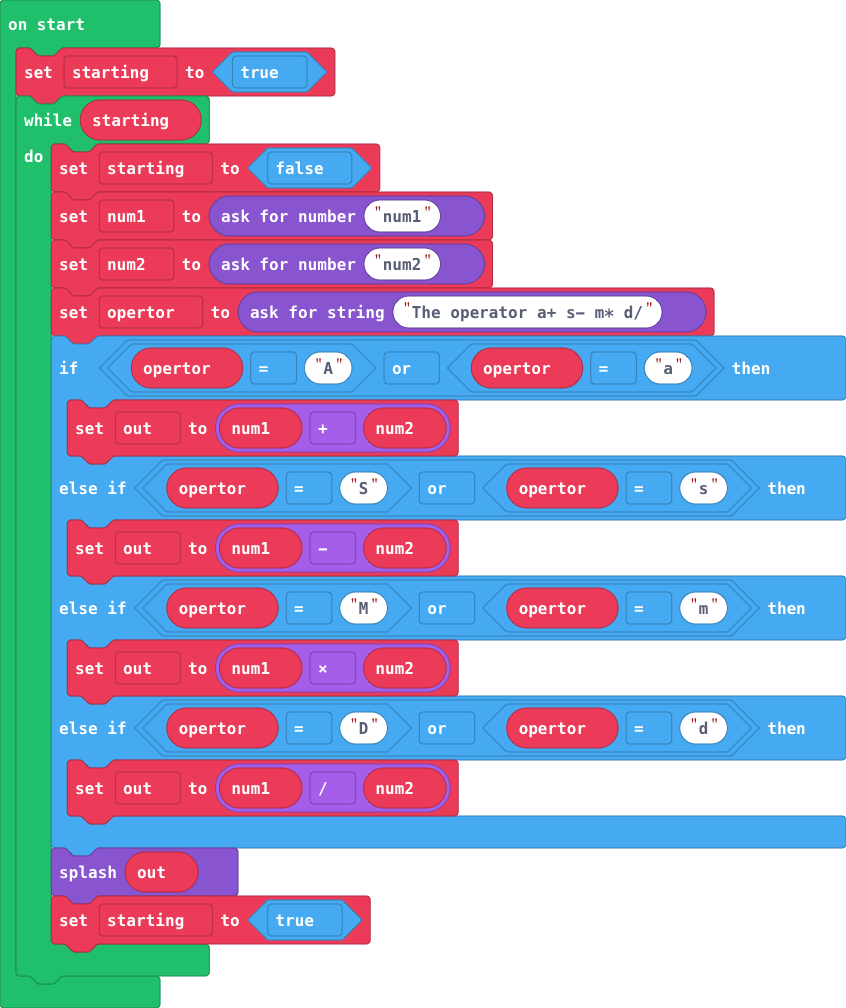 on start
set starting to true
while starting
do
set starting to false
set num1 to ask for number "num1"
set num2 to ask for number "num2"
set opertor to ask for string "The operator a+ s- m* d/"
if opertor = "A" or opertor = "a" then
set out to num1 + num2
else if opertor = "S" or opertor = "s" then
set out to num1 - num2
else if opertor = "M" or opertor = "m" then
set out to num1 × num2
else if opertor = "D" or opertor = "d" then
set out to num1 / num2
splash out
set starting to true